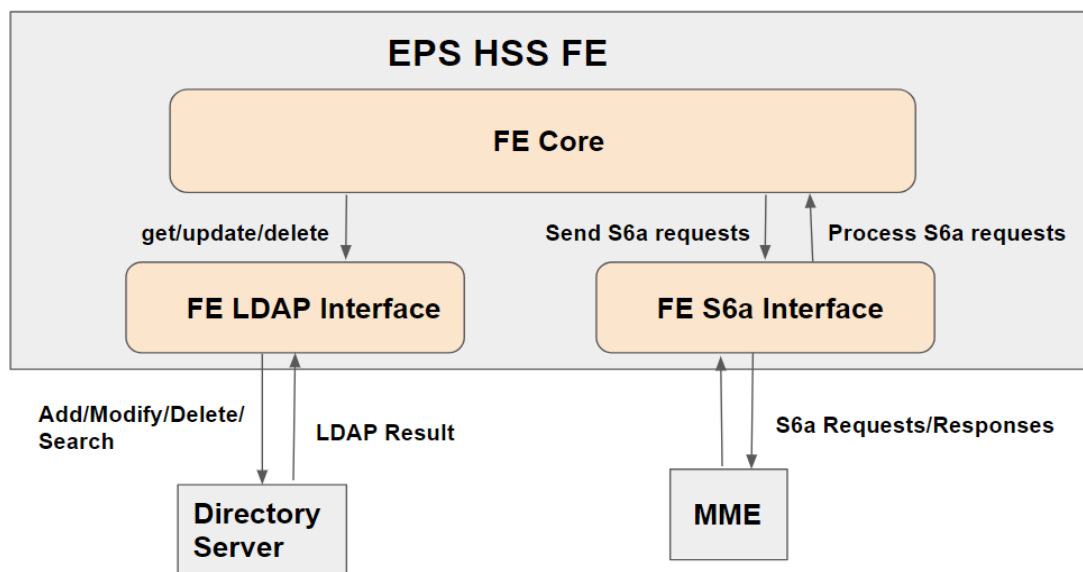 EPS HSS FE
FE Core
get/update/delete
Send S6a requests
Process S6a requests
FE LDAP Interface
FE S6a Interface
Add/Modify/Delete/
Search
LDAP Result
S6a Requests/Responses
Directory
Server
MME